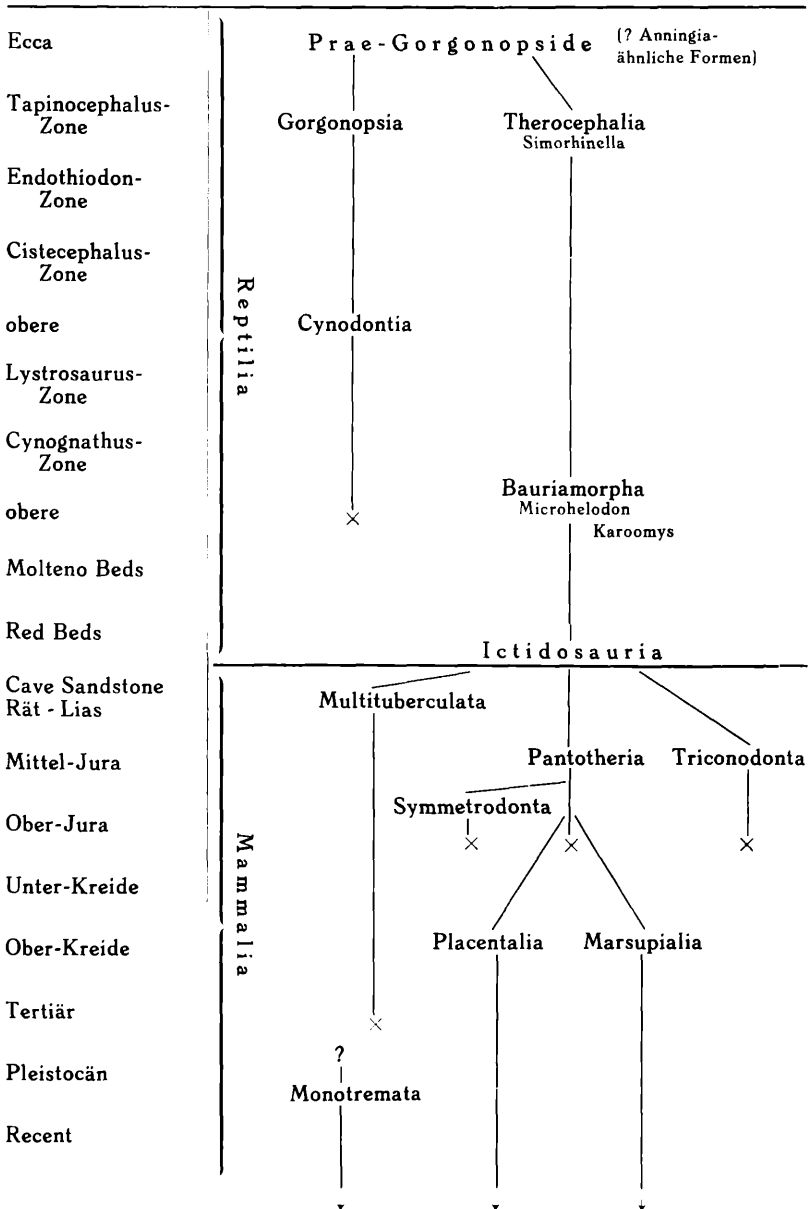 Ecca
Prae-Gorgonopside (? Anningia-
ähnliche Formen)
Tapinocephalus-
Zone
Gorgonopsia
Therocephalia
Simorhinella
Endothiodon-
Zone
Cistecephalus-
Zone
Reptilia
obere
Cynodontia
Lystrosaurus-
Zone
Cynognathus-
Zone
Bauriamorpha
Microhelodon
obere
×
Karoomys
Molteno Beds
Red Beds
Ictidosauria
Cave Sandstone
Rät - Lias
Multituberculata
Mittel-Jura
Pantotheria
Triconodonta
Symmetrodonta
Ober-Jura
× × ×
Mammalia
Unter-Kreide
Ober-Kreide
Placentalia
Marsupialia
Tertiär
×
?
Pleistocän
Monotremata
Recent